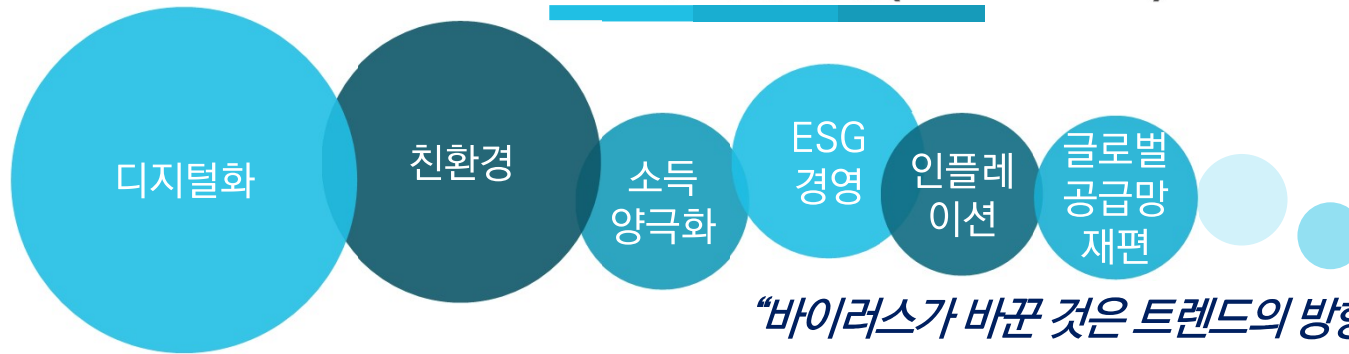 디지털화
친환경
소득
양극화
ESG
경영
인플레
이션
글로벌
공급망
재편
“바이러스가 바꾼 것은 트렌드의